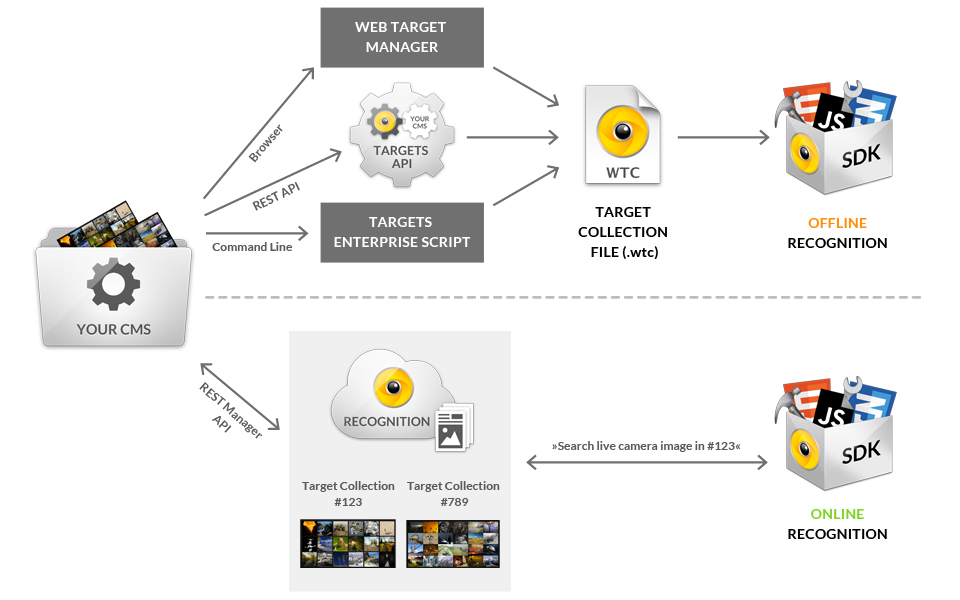 WEB TARGET
MANAGER
Browser
YOUR
CMS
TARGETS
API
REST API
TARGETS
ENTERPRISE SCRIPT
Command Line
WTC
TARGET
COLLECTION
FILE (.wtc)
JS
SDK
OFFLINE
RECOGNITION
YOUR CMS
REST Manager
API
RECOGNITION
Target Collection
#123
Target Collection
#789
»Search live camera image in #123«
JS
SDK
ONLINE
RECOGNITION